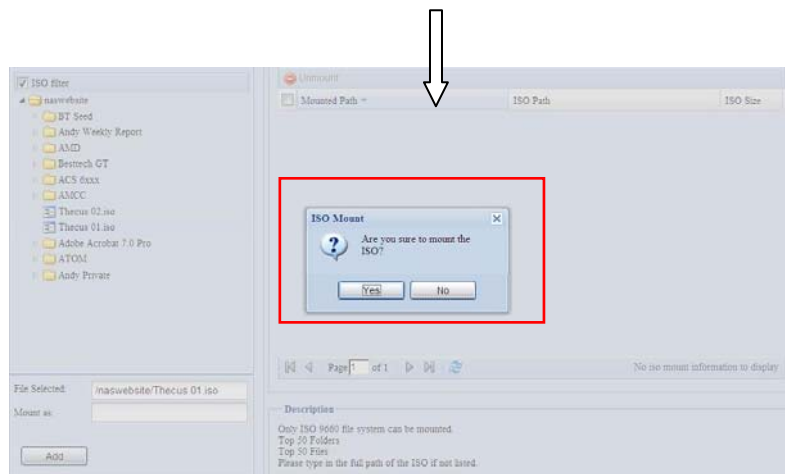 ISO filter
naswebsite
BT Seed
Andy Weekly Report
AMD
Besttech GT
ACS 6xxx
AMCC
Thecus 02.iso
Thecus 01.iso
Adobe Acrobat 7.0 Pro
ATOM
Andy Private
File Selected:
/naswebsite/Thecus 01.iso
Mount as:
Add
Unmount
Mounted Path
ISO Path
ISO Size
ISO Mount
Are you sure to mount the
ISO?
Yes
No
Page 1 of 1
No iso mount information to display
Description
Only ISO 9660 file system can be mounted.
Top 50 Folders
Top 50 Files
Please type in the full path of the ISO if not listed.